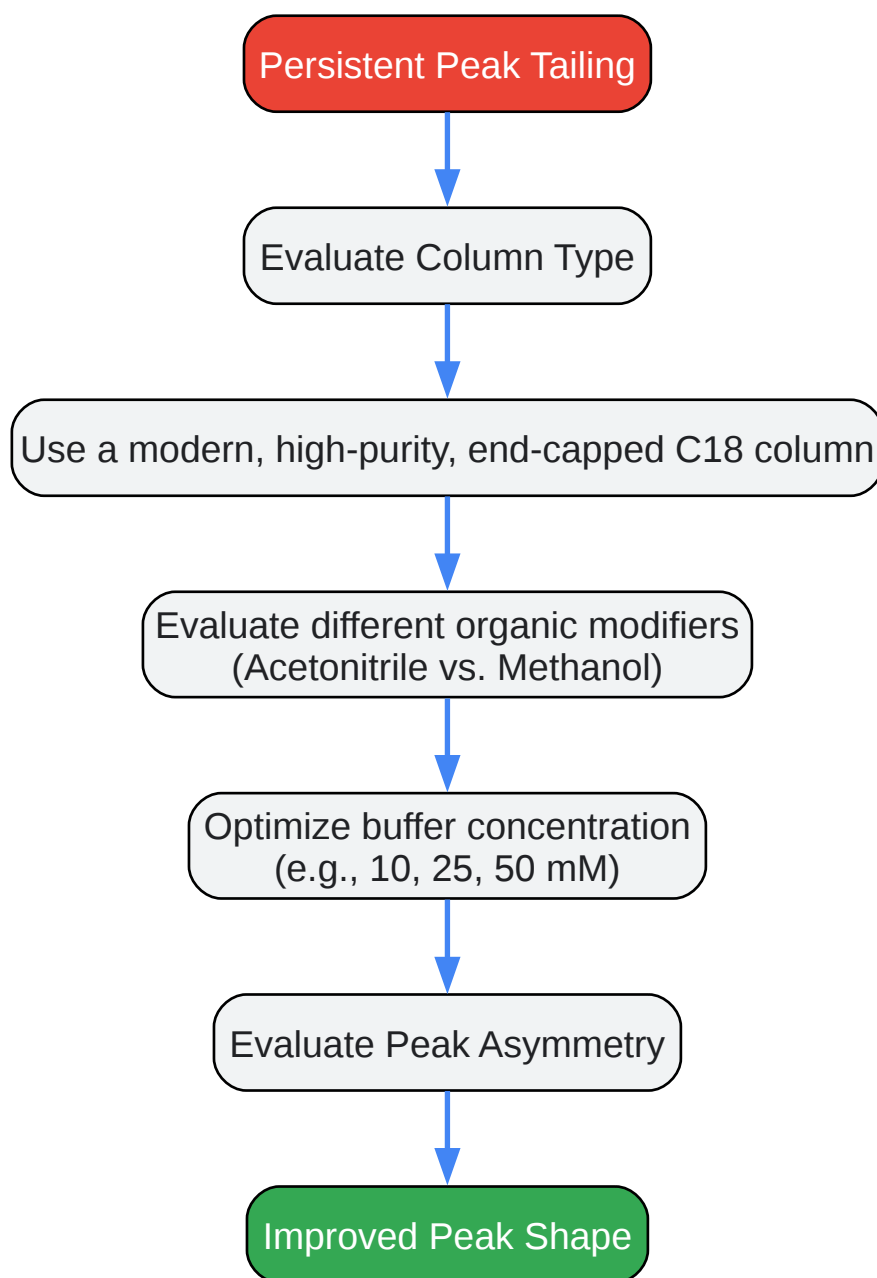 Persistent Peak Tailing
Evaluate Column Type
Use a modern, high-purity, end-capped C18 column
Evaluate different organic modifiers
(Acetonitrile vs. Methanol)
Optimize buffer concentration
(e.g., 10, 25, 50 mM)
Evaluate Peak Asymmetry
Improved Peak Shape